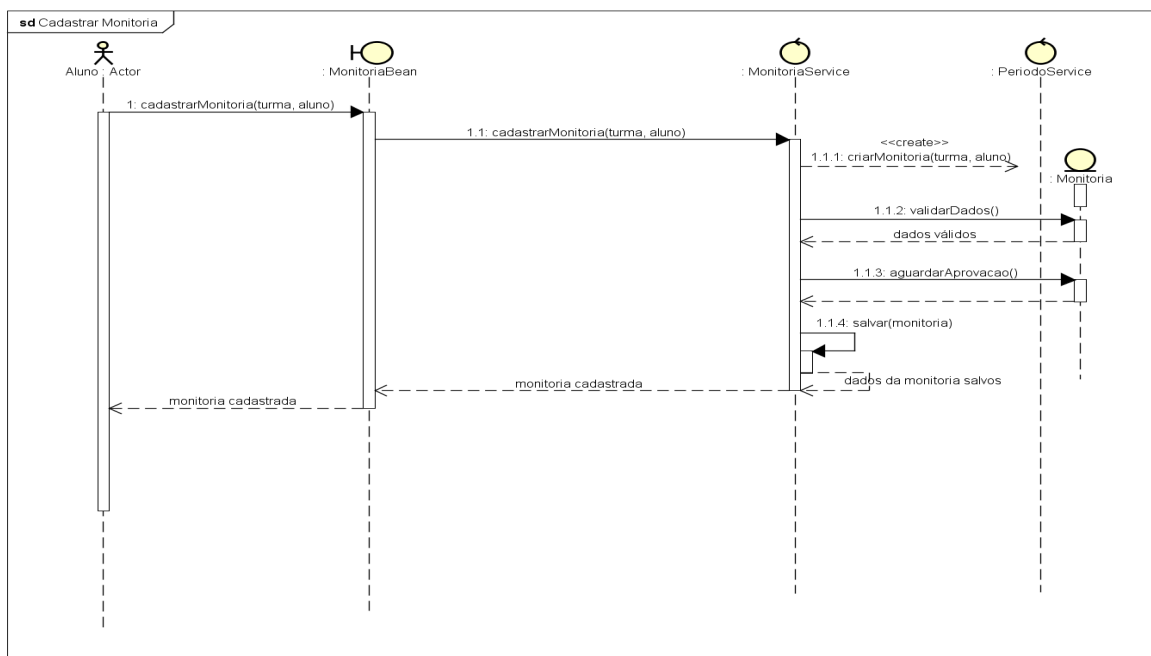 sd Cadastrar Monitoria
Aluno : Actor
: MonitoriaBean
: MonitoriaService
: PeriodoService
1: cadastrarMonitoria(turma, aluno)
1.1: cadastrarMonitoria(turma, aluno)
<<create>>
1.1.1: criarMonitoria(turma, aluno)
: Monitoria
1.1.2: validarDados()
dados válidos
1.1.3: aguardarAprovacao()
1.1.4: salvar(monitoria)
dados da monitoria salvos
monitoria cadastrada
monitoria cadastrada